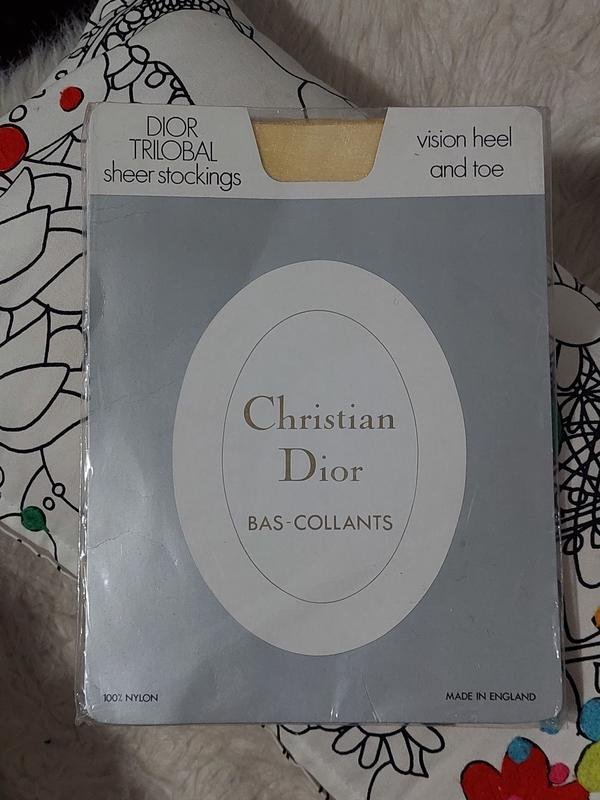 DIOR
TRILOBAL
sheer stockings
vision heel
and toe
Christian
Dior
BAS-COLLANTS
100% NYLON
MADE IN ENGLAND